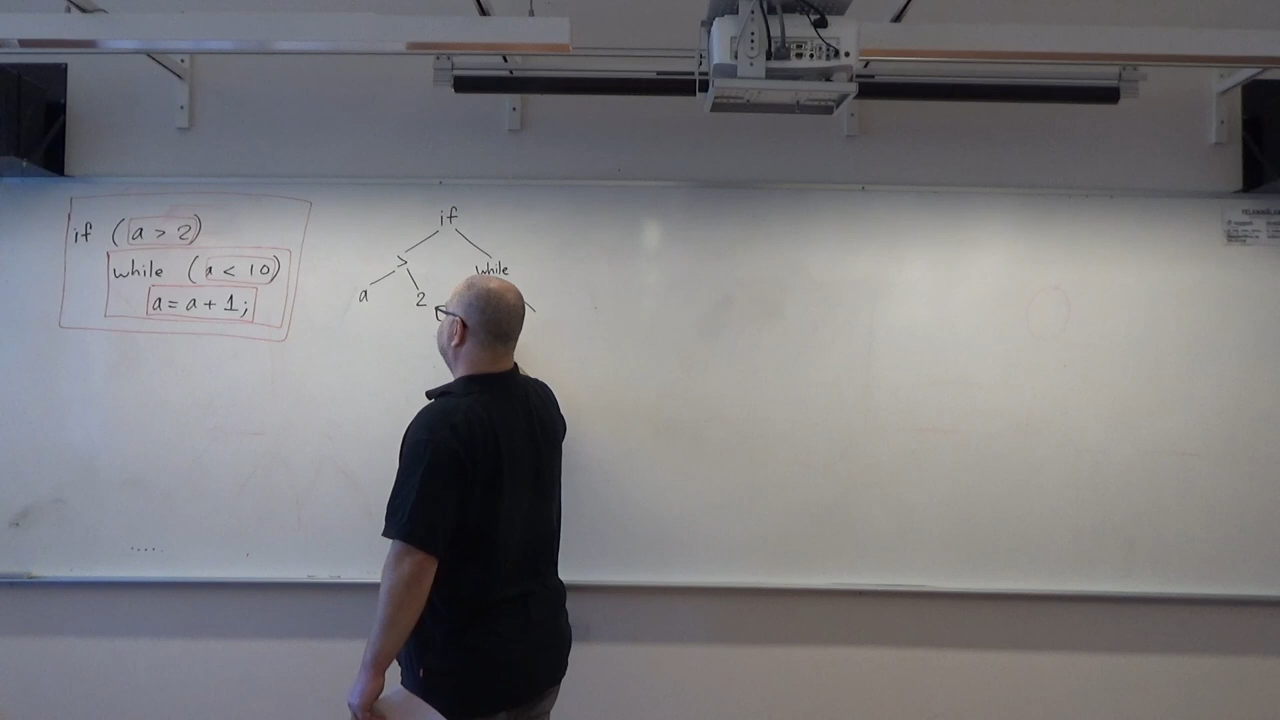 if (a > 2)
while (a < 10)
a = a + 1;
if
> while
a 2